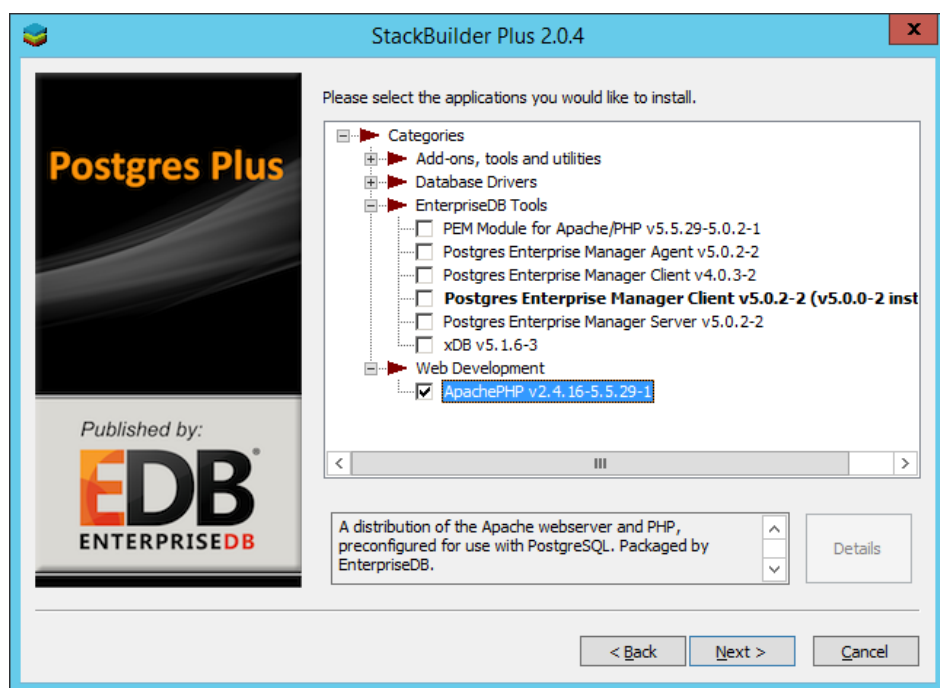 StackBuilder Plus 2.0.4
x
Postgres Plus
Published by:
EDB
ENTERPRISEDB
Please select the applications you would like to install.
Categories
Add-ons, tools and utilities
Database Drivers
EnterpriseDB Tools
PEM Module for Apache/PHP v5.5.29-5.0.2-1
Postgres Enterprise Manager Agent v5.0.2-2
Postgres Enterprise Manager Client v4.0.3-2
Postgres Enterprise Manager Client v5.0.2-2 (v5.0.0-2 inst
Postgres Enterprise Manager Server v5.0.2-2
xDB v5.1.6-3
Web Development
ApachePHP v2.4.16-5.5.29-1
A distribution of the Apache webserver and PHP,
preconfigured for use with PostgreSQL. Packaged by
EnterpriseDB.
Details
< Back
Next >
Cancel